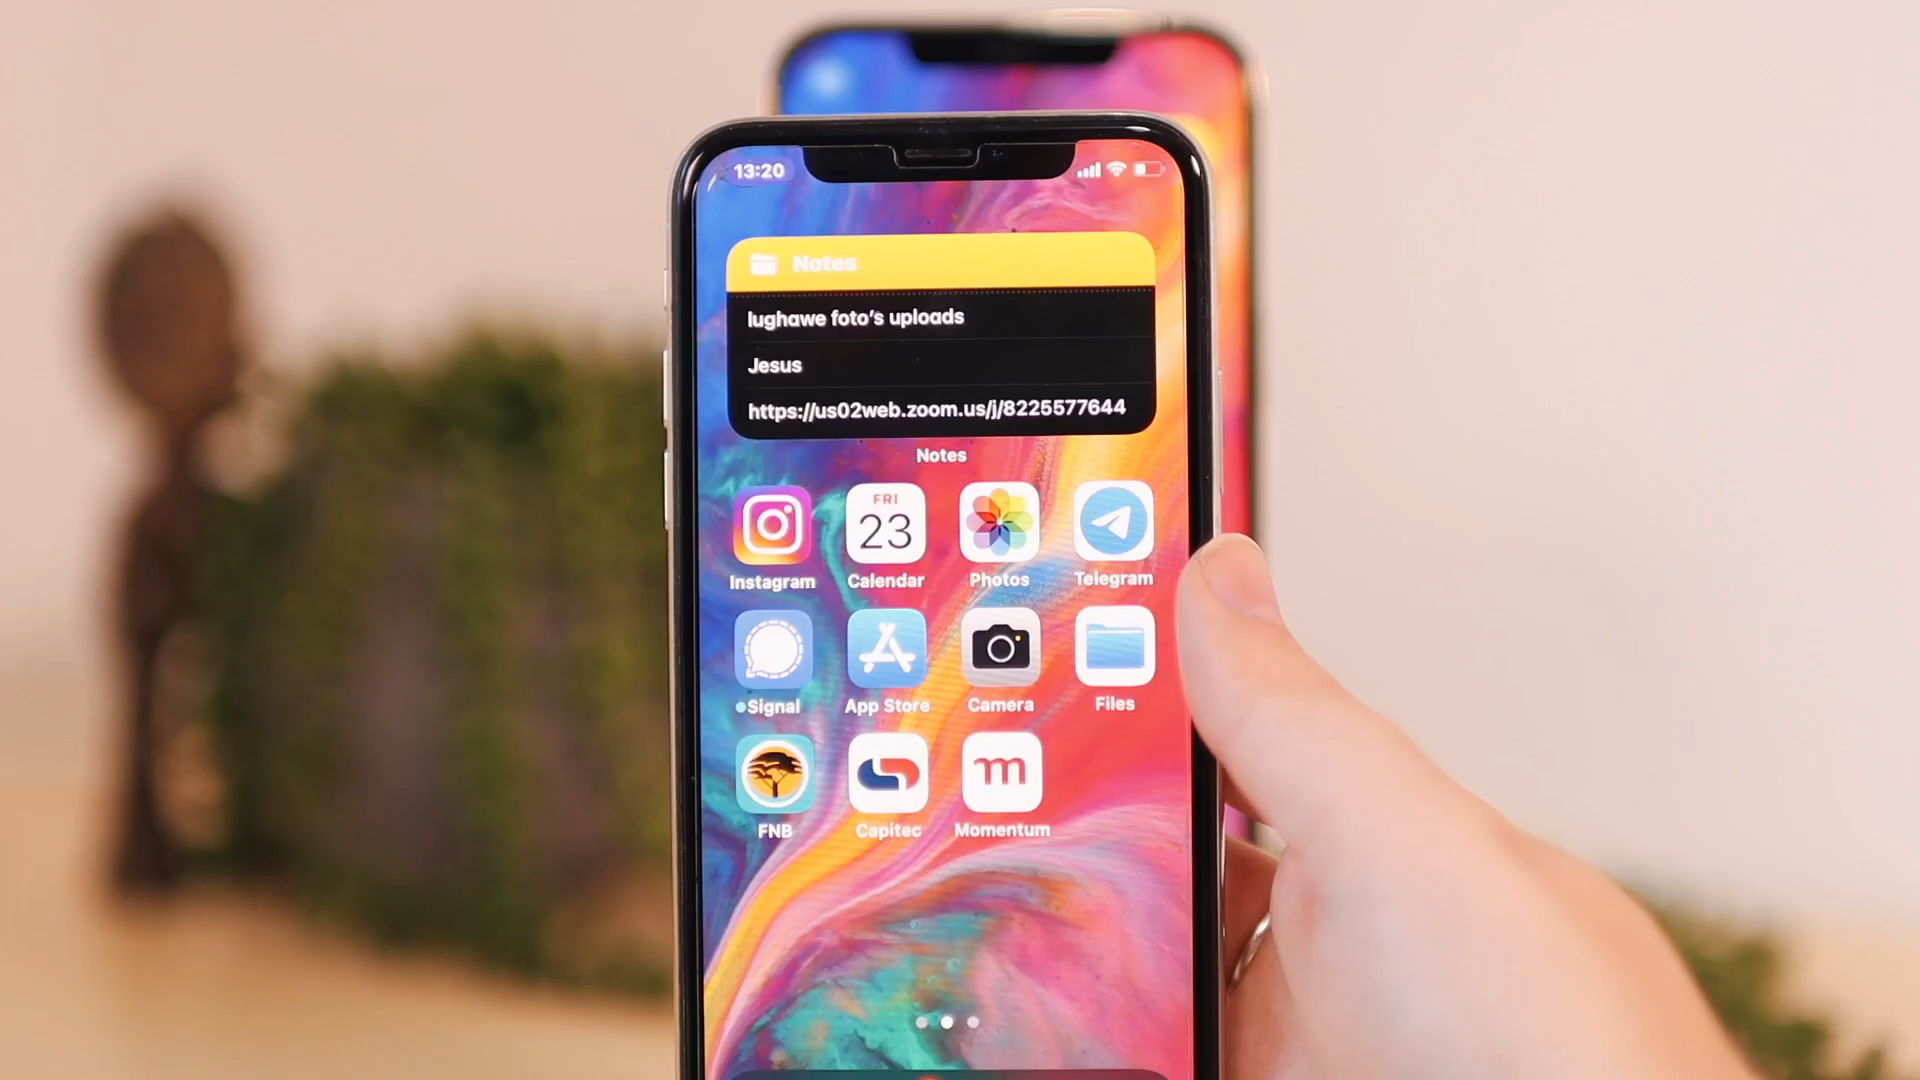 13:20
Notes
lughawe foto's uploads
Jesus
https://us02web.zoom.us/j/8225577644
Notes
FRI
23
Instagram
Calendar
Photos
Telegram
Signal
App Store
Camera
Files
m
FNB
Capitec
Momentum